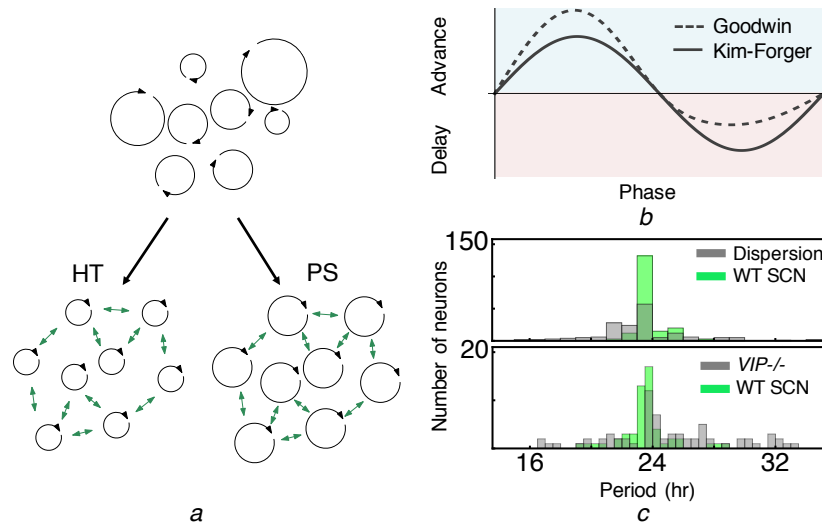 HT
PS
a
Advance
Delay
Goodwin
Kim-Forger
Phase
b
Number of neurons
150
Dispersion
WT SCN
20
VIP-/-
WT SCN
16
24
32
Period (hr)
c